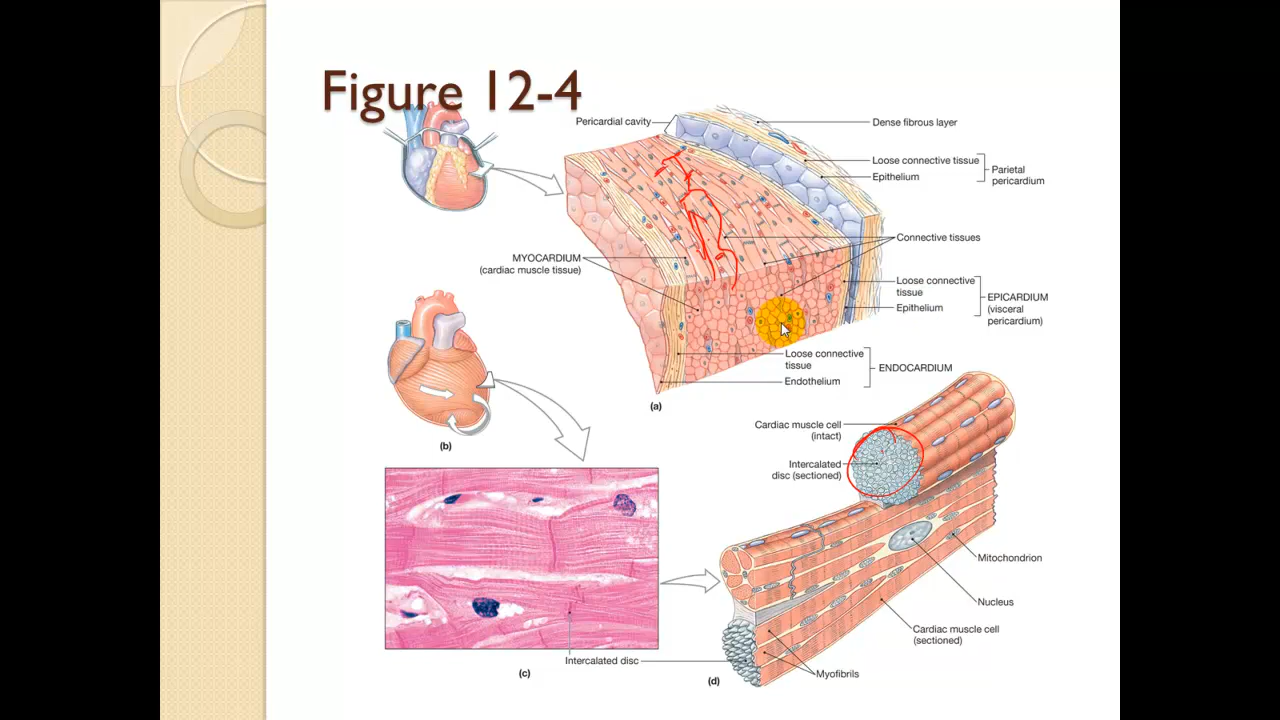 Figure 12-4
Pericardial cavity
Dense fibrous layer
Loose connective tissue
Epithelium
Parietal
pericardium
Connective tissues
MYOCARDIUM
(cardiac muscle tissue)
Loose connective
tissue
Epithelium
EPICARDIUM
(visceral
pericardium)
Loose connective
tissue
Endothelium
ENDOCARDIUM
(a)
(b)
Cardiac muscle cell
(intact)
Intercalated
disc (sectioned)
Mitochondrion
Nucleus
Cardiac muscle cell
(sectioned)
Intercalated disc
Myofibrils
(c)
(d)